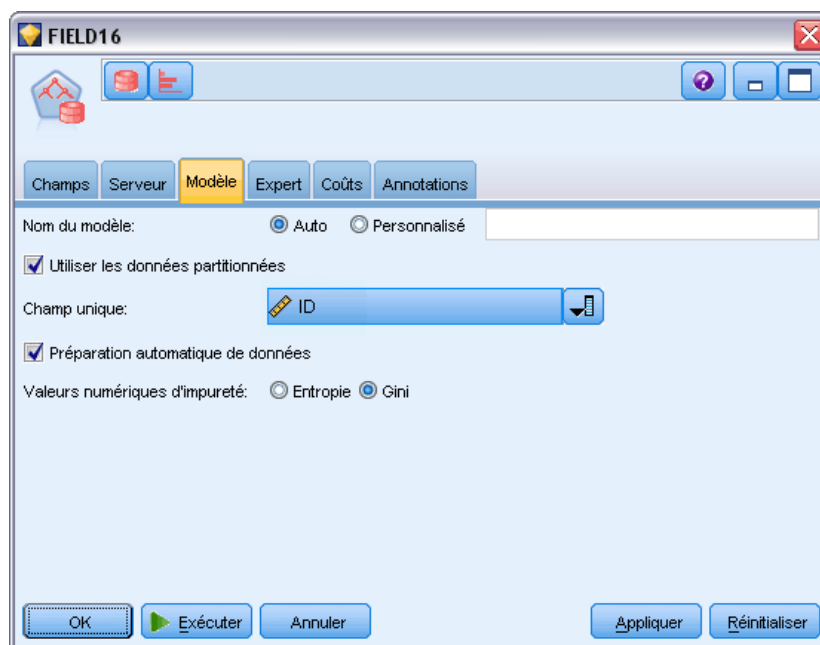 FIELD16
Champs Serveur Modèle Expert Coûts Annotations
Nom du modèle: Auto Personnalisé
Utiliser les données partitionnées
Champ unique: ID
Préparation automatique de données
Valeurs numériques d'impureté: Entropie Gini
OK Exécuter Annuler Appliquer Réinitialiser